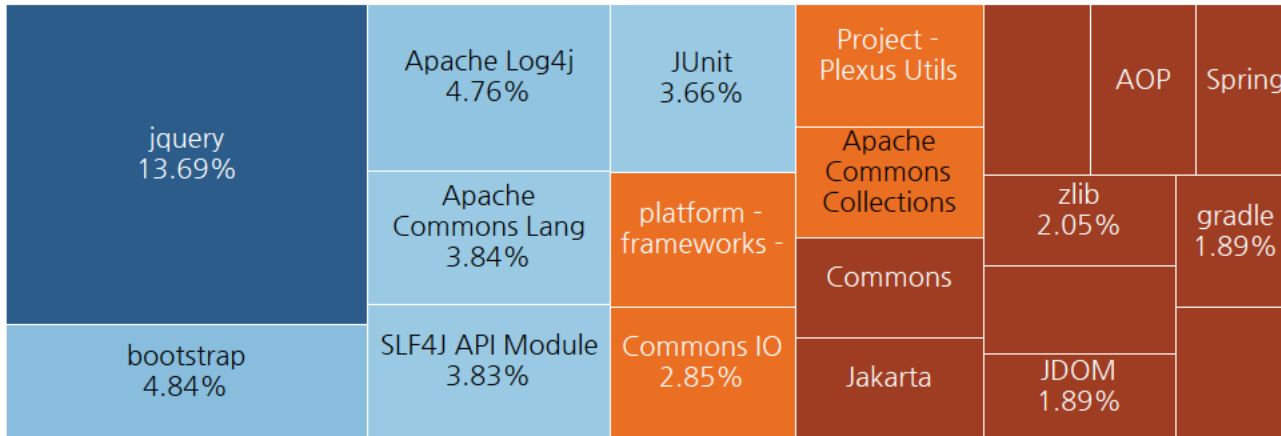 jquery
13.69%
bootstrap
4.84%
Apache Log4j
4.76%
Apache
Commons Lang
3.84%
SLF4J API Module
3.83%
JUnit
3.66%
platform -
frameworks -
Commons IO
2.85%
Project -
Plexus Utils
Apache
Commons
Collections
Commons
Jakarta
AOP
Spring
zlib
2.05%
gradle
1.89%
JDOM
1.89%